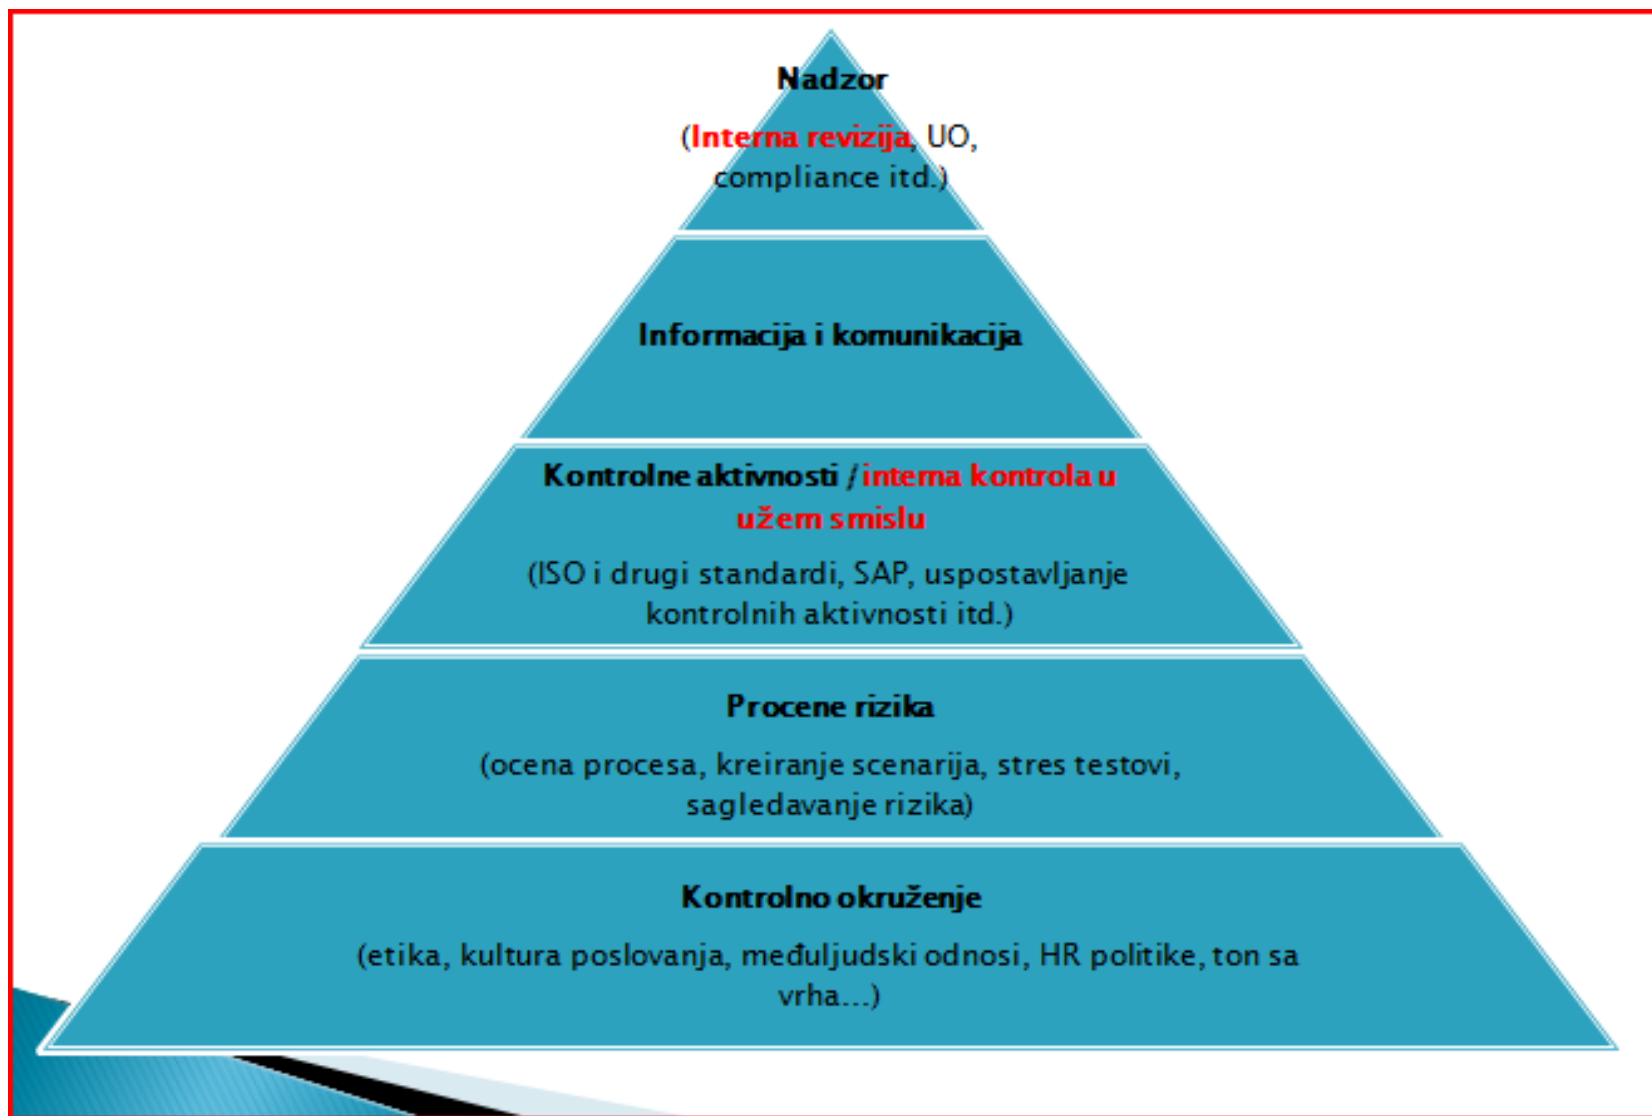 Nadzor
(Interna revizija, UO,
compliance itd.)
Informacija i komunikacija
Kontrolne aktivnosti / interna kontrola u
užem smislu
(ISO i drugi standardi, SAP, uspostavljanje
kontrolnih aktivnosti itd.)
Procene rizika
(ocena procesa, kreiranje scenarija, stres testovi,
sagledavanje rizika)
Kontrolno okruženje
(etika, kultura poslovanja, međuljudski odnosi, HR politike, ton sa
vrha...)